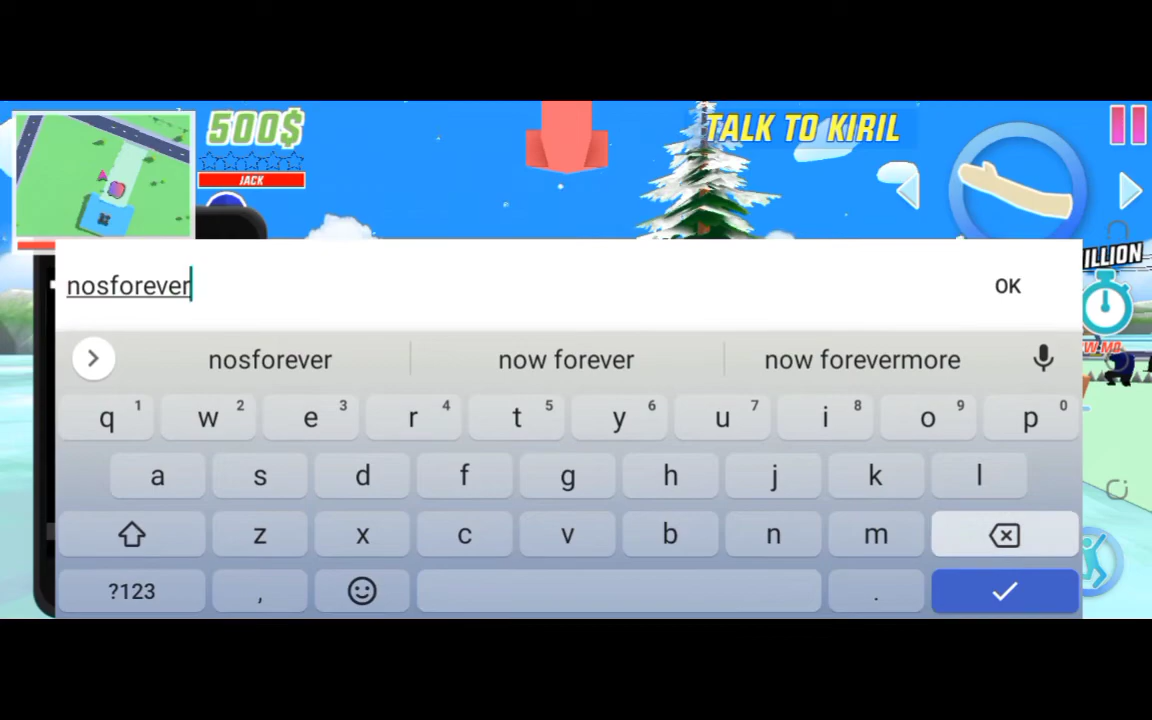 500$
TALK TO KIRIL
JACK
ILLION
nosforever
OK
nosforever
now forever
now forevermore
q 1 w 2 e 3 r 4 t 5 y 6 u 7 i 8 o 9 p 0
a s d f g h j k l
z x c v b n m
?123 , .